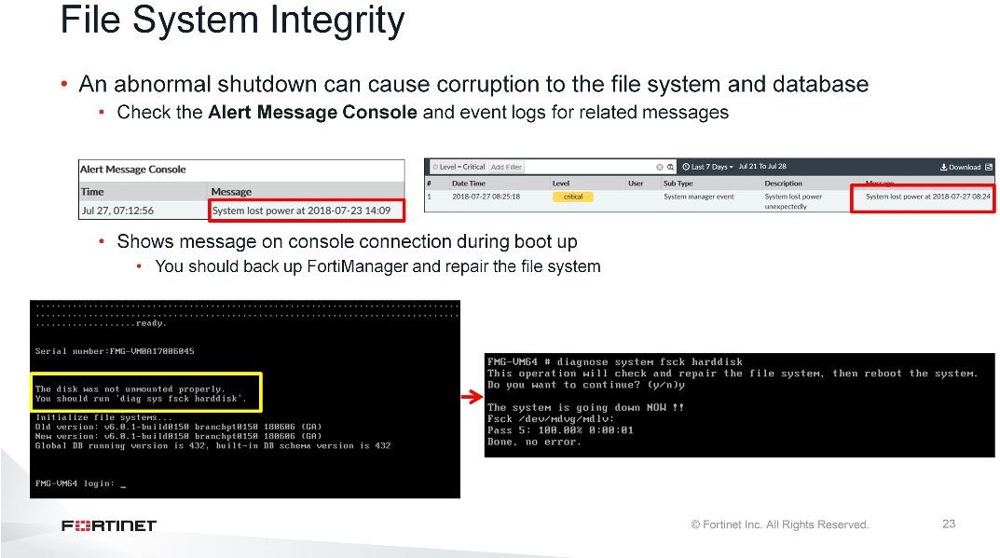 File System Integrity
• An abnormal shutdown can cause corruption to the file system and database
• Check the Alert Message Console and event logs for related messages
Alert Message Console
Time Message
Jul 27, 07:12:56 System lost power at 2018-07-23 14:09
Level = Critical Add Filter Last 7 Days Jul 21 To Jul 28 Download
# Date Time Level User Sub Type Description Message
1 2018-07-27 08:25:18 critical System manager event System lost power System lost power at 2018-07-27 08:24
unexpectedly
• Shows message on console connection during boot up
• You should back up FortiManager and repair the file system
..................ready.
Serial number:FMG-VM0A17006045
The disk was not unmounted properly.
You should run 'diag sys fsck harddisk'.
Initialize file systems...
Old version: v6.0.1-build0150 branchpt0150 180606 (GA)
New version: v6.0.1-build0150 branchpt0150 180606 (GA)
Global DB running version is 432, built-in DB schema version is 432
FMG-VM64 login: _
FMG-VM64 # diagnose system fsck harddisk
This operation will check and repair the file system, then reboot the system.
Do you want to continue? (y/n)y
The system is going down NOW !!
Fsck /dev/mdvg/mdlv:
Pass 5: 100.00% 0:00:01
Done, no error.
FORTINET
© Fortinet Inc. All Rights Reserved.
23